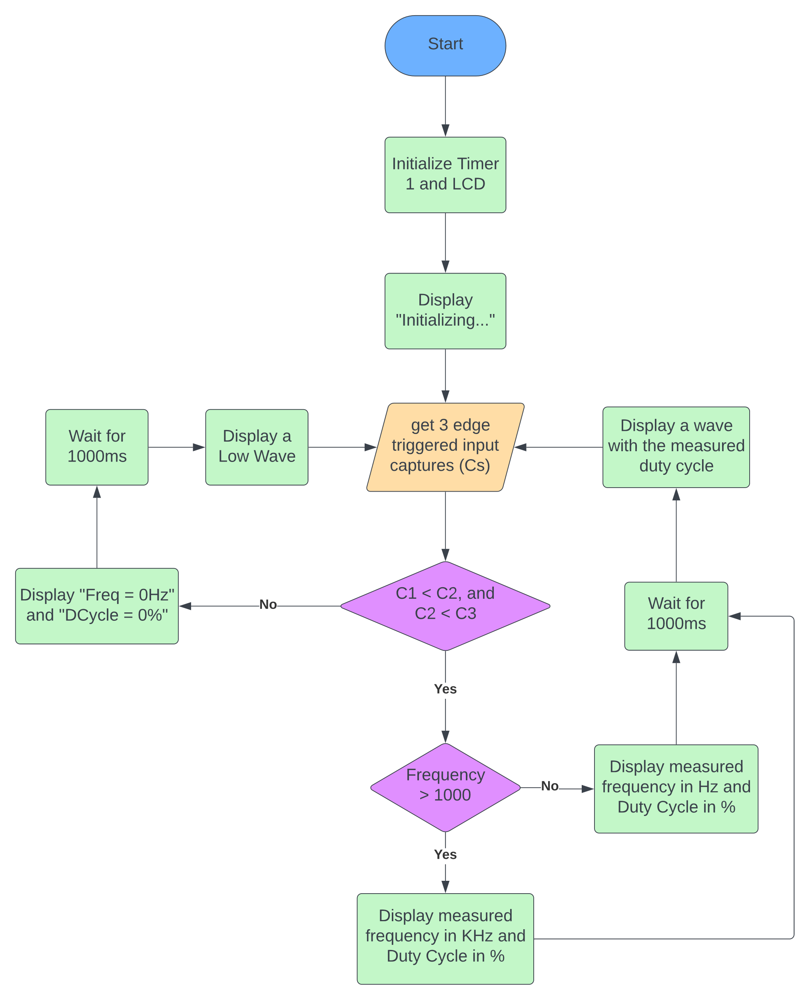 Start
Initialize Timer
1 and LCD
Display
"Initializing..."
Wait for
1000ms
Display a
Low Wave
get 3 edge
triggered input
captures (Cs)
Display a wave
with the measured
duty cycle
Display "Freq = 0Hz"
and "DCycle = 0%"
No
C1 < C2, and
C2 < C3
Wait for
1000ms
Yes
Frequency
> 1000
No
Display measured
frequency in Hz and
Duty Cycle in %
Yes
Display measured
frequency in KHz and
Duty Cycle in %